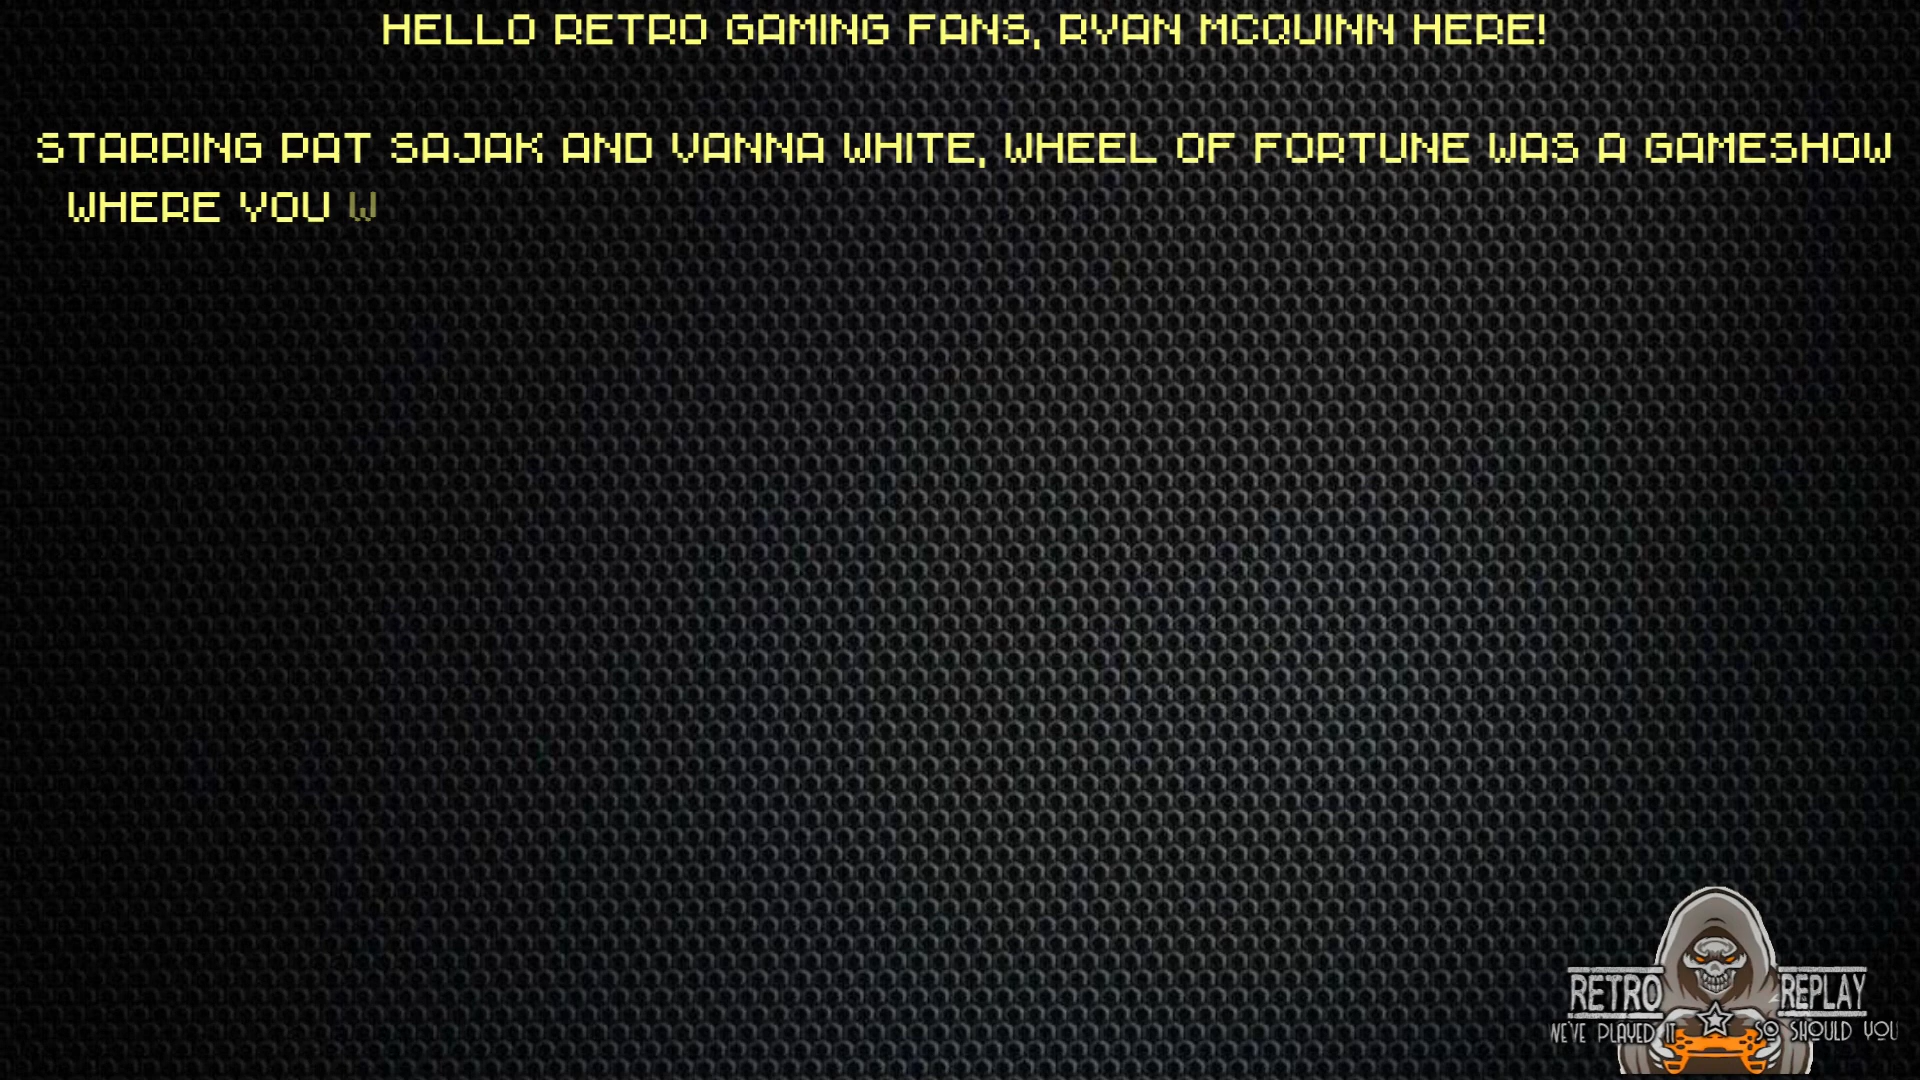 HELLO RETRO GAMING FANS, RYAN MCQUINN HERE!
STARRING PAT SAJAK AND VANNA WHITE, WHEEL OF FORTUNE WAS A GAMESHOW
WHERE YOU W
RETRO REPLAY
WE'VE PLAYED IT SO SHOULD YOU